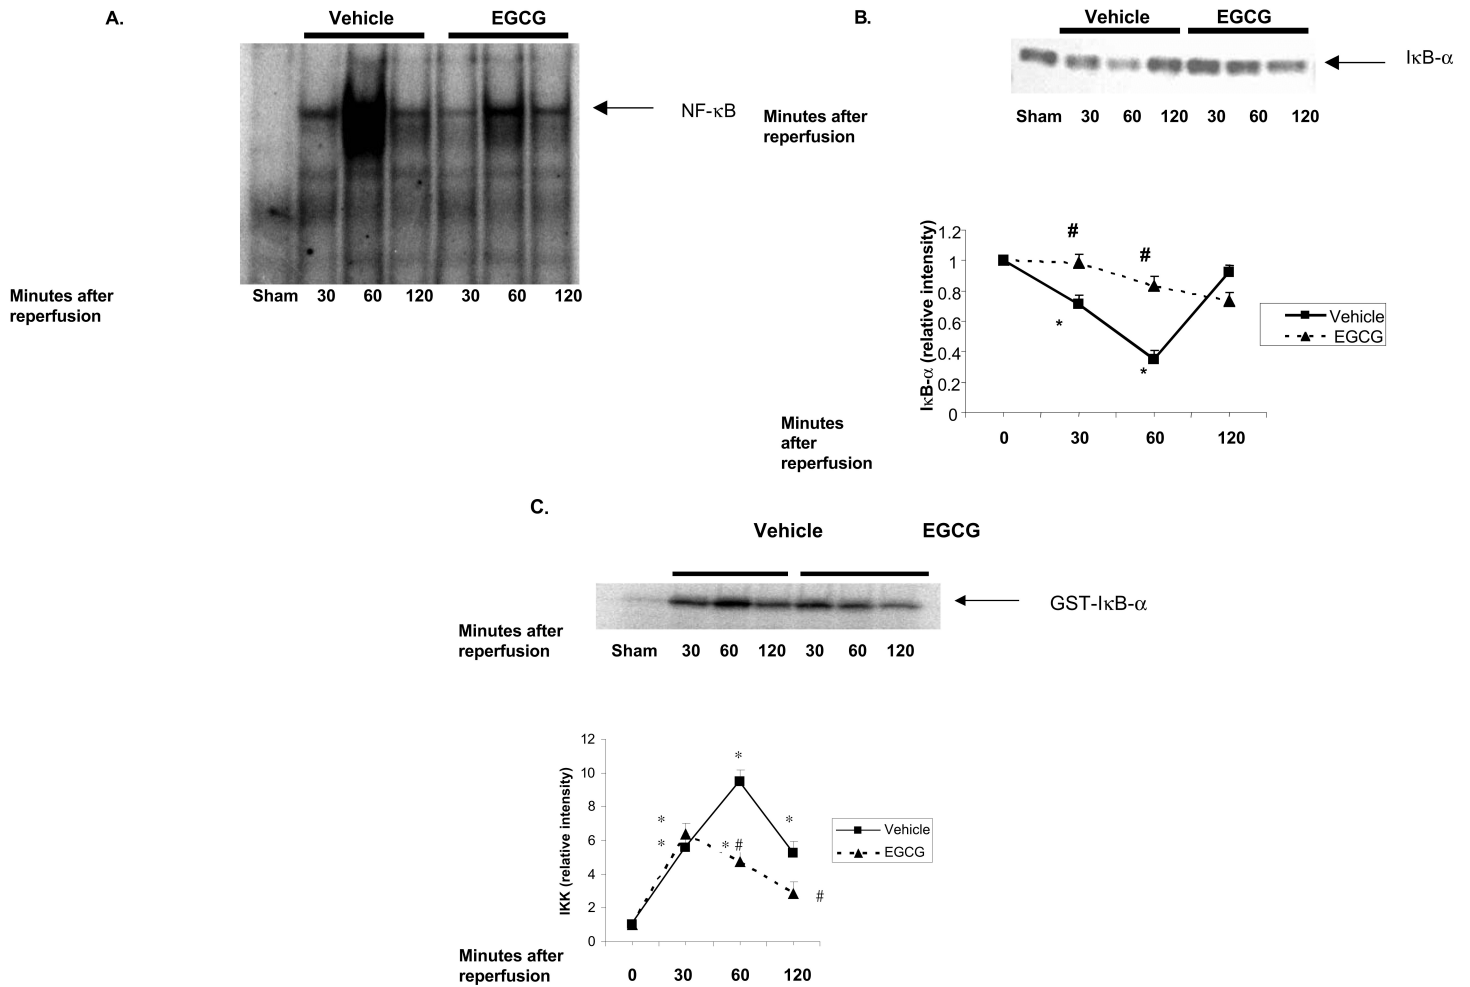 A.
Vehicle EGCG
NF-κB
Minutes after
reperfusion
Sham 30 60 120 30 60 120
B.
Vehicle EGCG
IκB-α
Minutes after
reperfusion
Sham 30 60 120 30 60 120
IκB-α (relative intensity)
1.2
1
0.8
0.6
0.4
0.2
0
#
#
*
*
Vehicle
EGCG
Minutes
after
reperfusion
0 30 60 120
C.
Vehicle EGCG
GST-IκB-α
Minutes after
reperfusion
Sham 30 60 120 30 60 120
IKK (relative intensity)
12
10
8
6
4
2
0
*
* *
* * #
#
Vehicle
EGCG
Minutes after
reperfusion
0 30 60 120